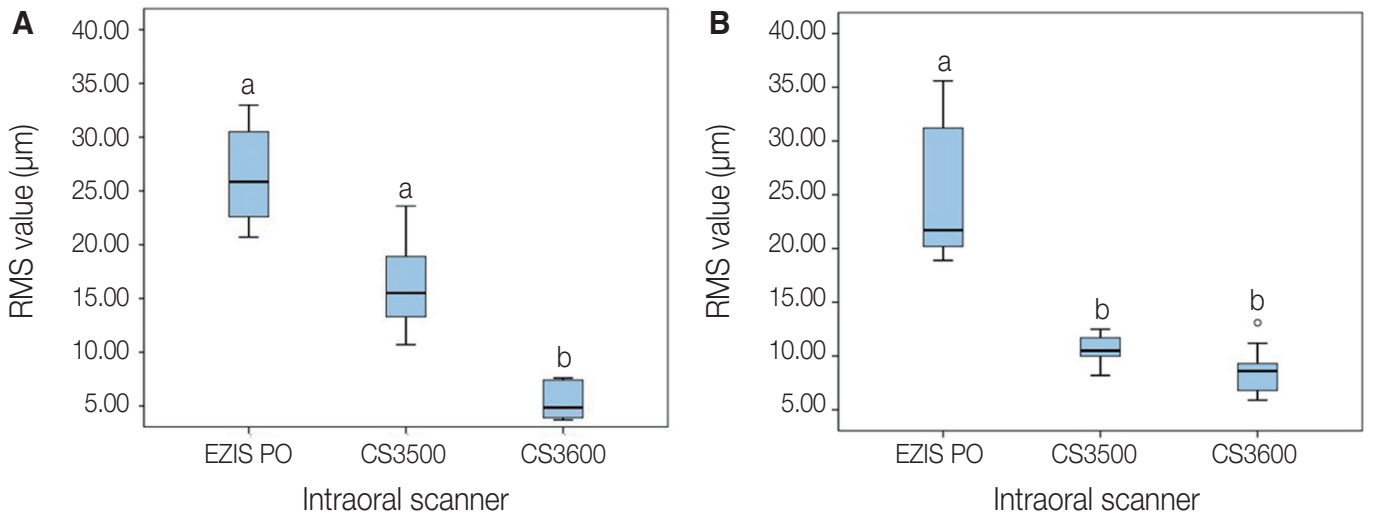 A
RMS value (μm)
40.00
35.00
30.00
25.00
20.00
15.00
10.00
5.00
a
a
b
EZIS PO CS3500 CS3600
Intraoral scanner
B
RMS value (μm)
40.00
35.00
30.00
25.00
20.00
15.00
10.00
5.00
a
b
b
EZIS PO CS3500 CS3600
Intraoral scanner